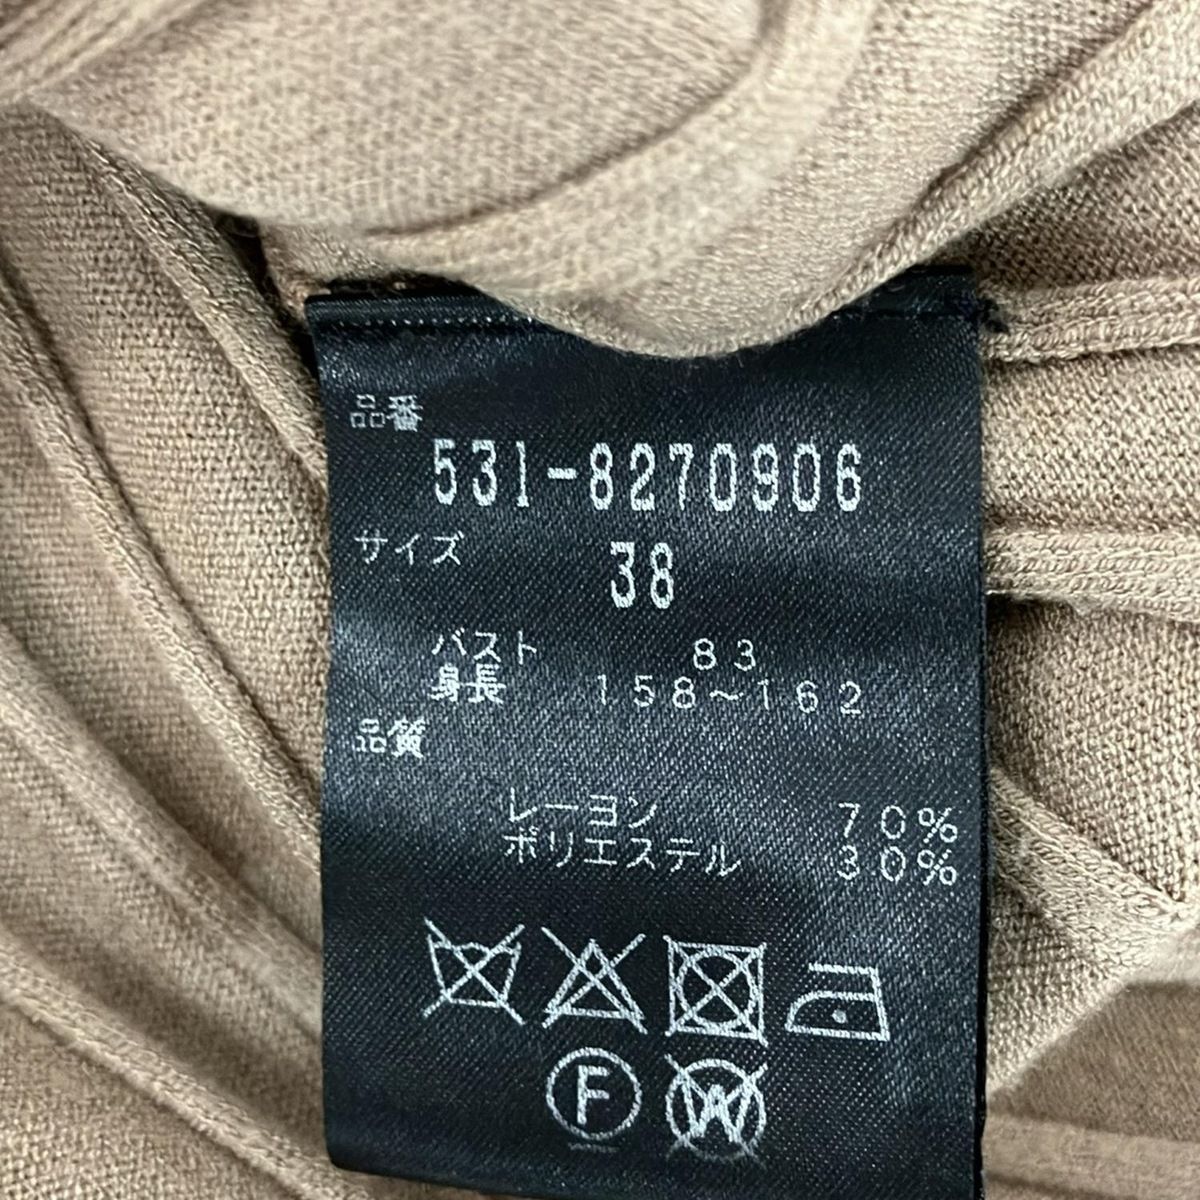 品番
531-8270906
サイズ 38
バスト 83
身長 158～162
品質
レーヨン 70%
ポリエステル 30%
F W